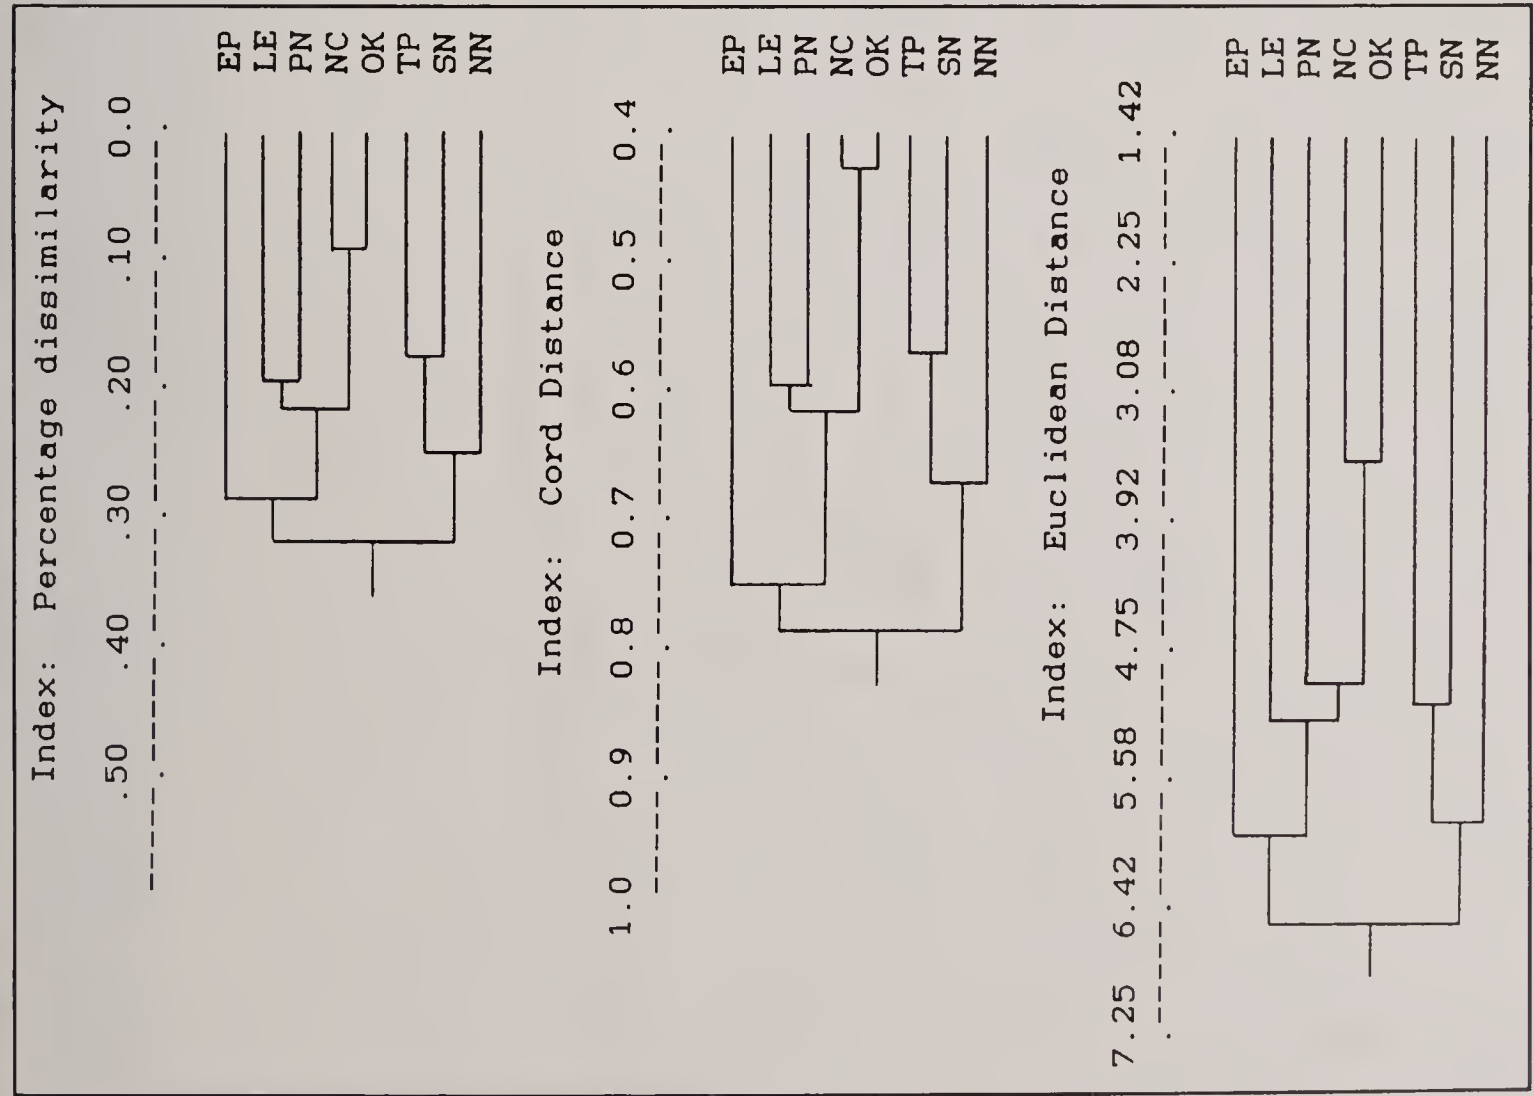 Index: Percentage dissimilarity
.50 .40 .30 .20 .10 0.0
EP
LE
PN
NC
OK
TP
SN
NN
Index: Cord Distance
1.0 0.9 0.8 0.7 0.6 0.5 0.4
EP
LE
PN
NC
OK
TP
SN
NN
Index: Euclidean Distance
7.25 6.42 5.58 4.75 3.92 3.08 2.25 1.42
EP
LE
PN
NC
OK
TP
SN
NN